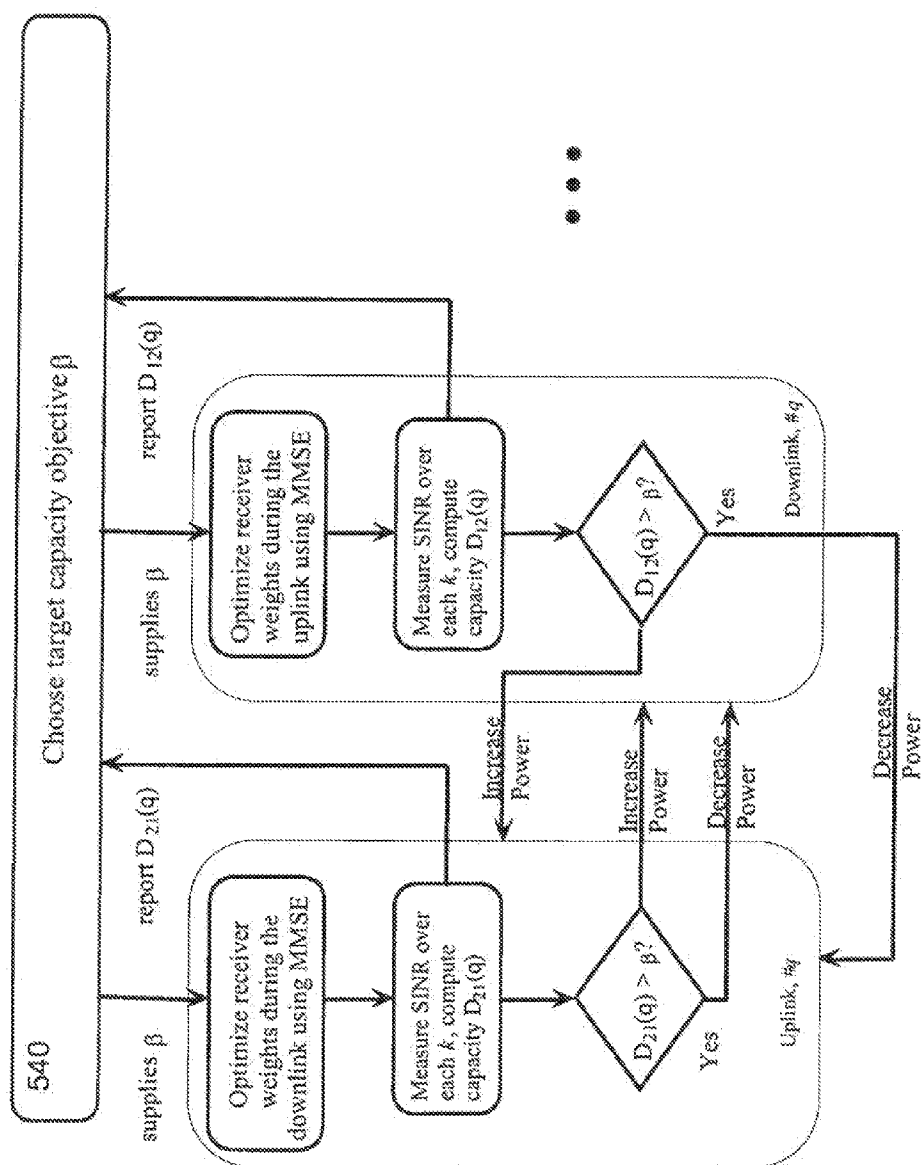 540
Choose target capacity objective β
supplies β
report D21(q)
supplies β
report D12(q)
Optimize receiver
weights during the
downlink using MMSE
Measure SINR over
each k, compute
capacity D21(q)
D21(q) > β?
Yes
Uplink, #q
Increase
Power
Increase
Power
Decrease
Power
Optimize receiver
weights during the
uplink using MMSE
Measure SINR over
each k, compute
capacity D12(q)
D12(q) > β?
Yes
Downlink, #q
Decrease
Power